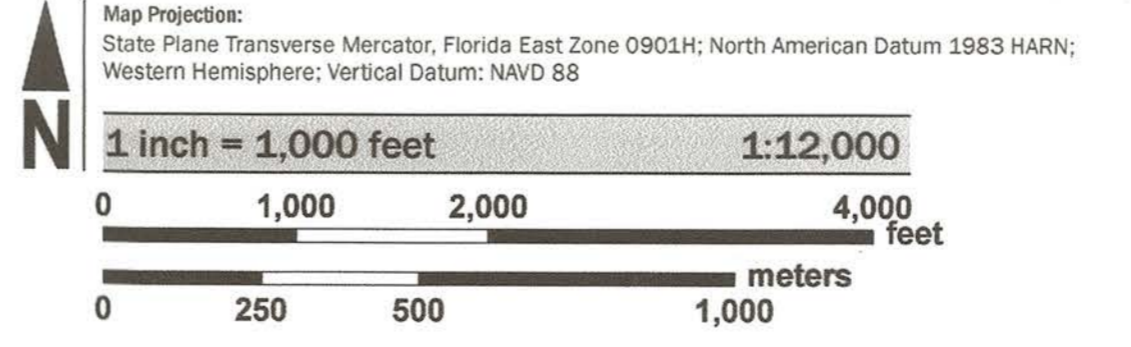 Map Projection:
State Plane Transverse Mercator, Florida East Zone 0901H; North American Datum 1983 HARN;
Western Hemisphere; Vertical Datum: NAVD 88
N
1 inch = 1,000 feet 1:12,000
0 1,000 2,000 4,000
feet
meters
0 250 500 1,000